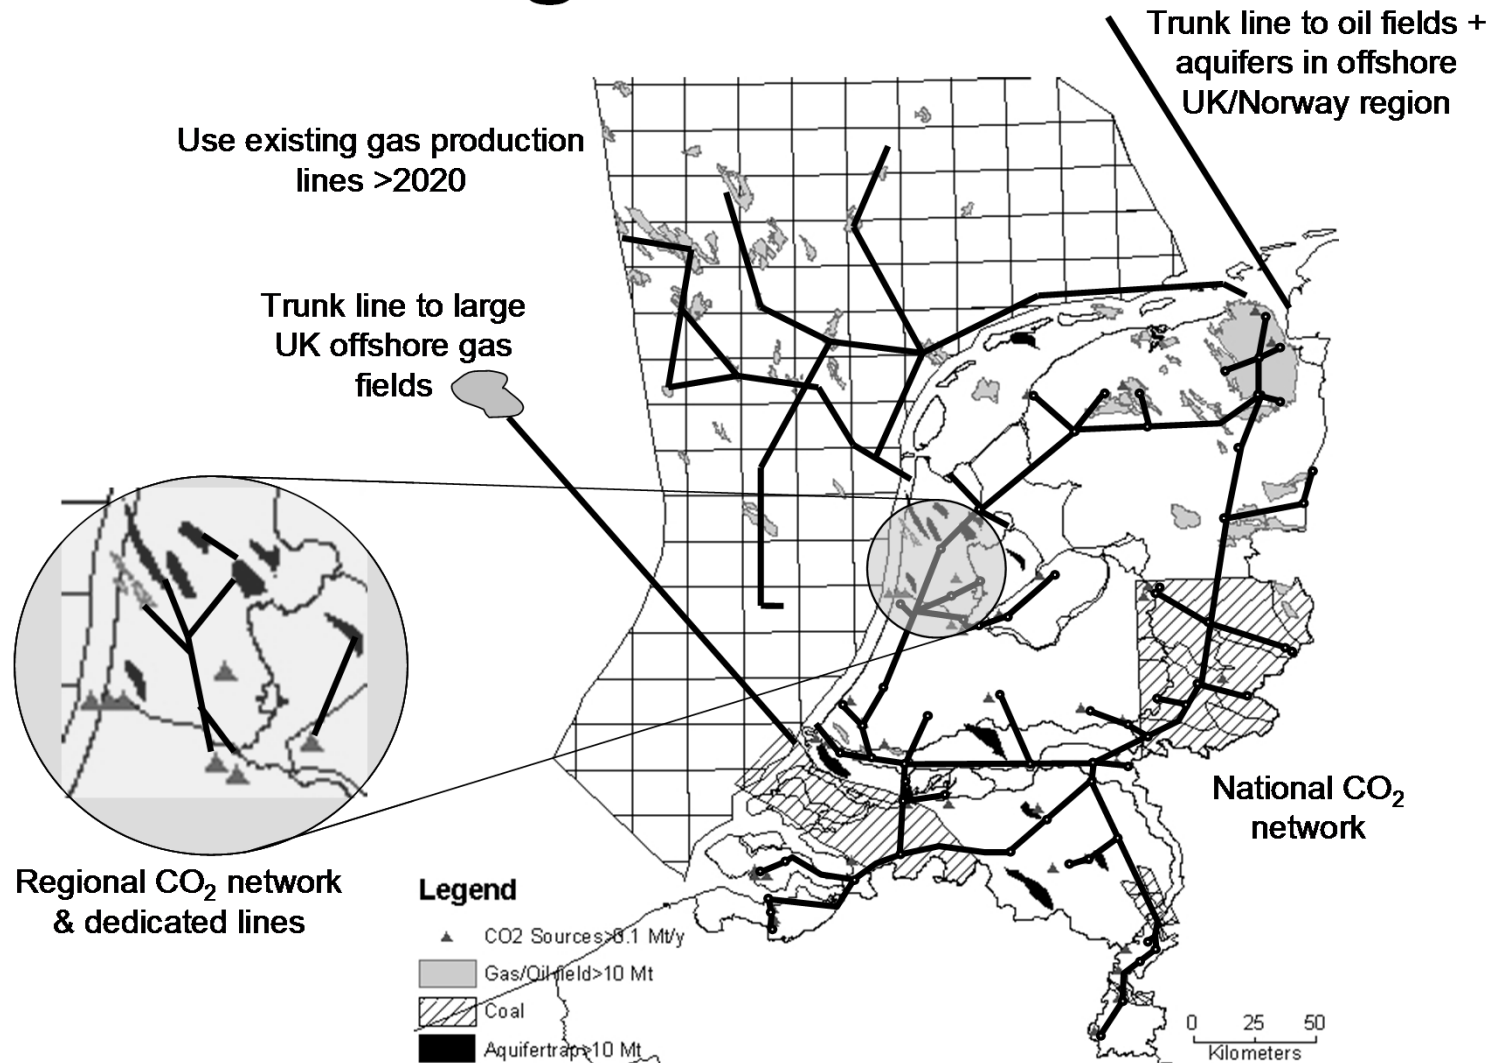 Trunk line to oil fields +
aquifers in offshore
UK/Norway region
Use existing gas production
lines >2020
Trunk line to large
UK offshore gas
fields
National CO₂
network
Regional CO₂ network
& dedicated lines
Legend
CO2 Sources>0.1 Mt/y
Gas/Oil field>10 Mt
Coal
Aquifertrap>10 Mt
0 25 50
Kilometers